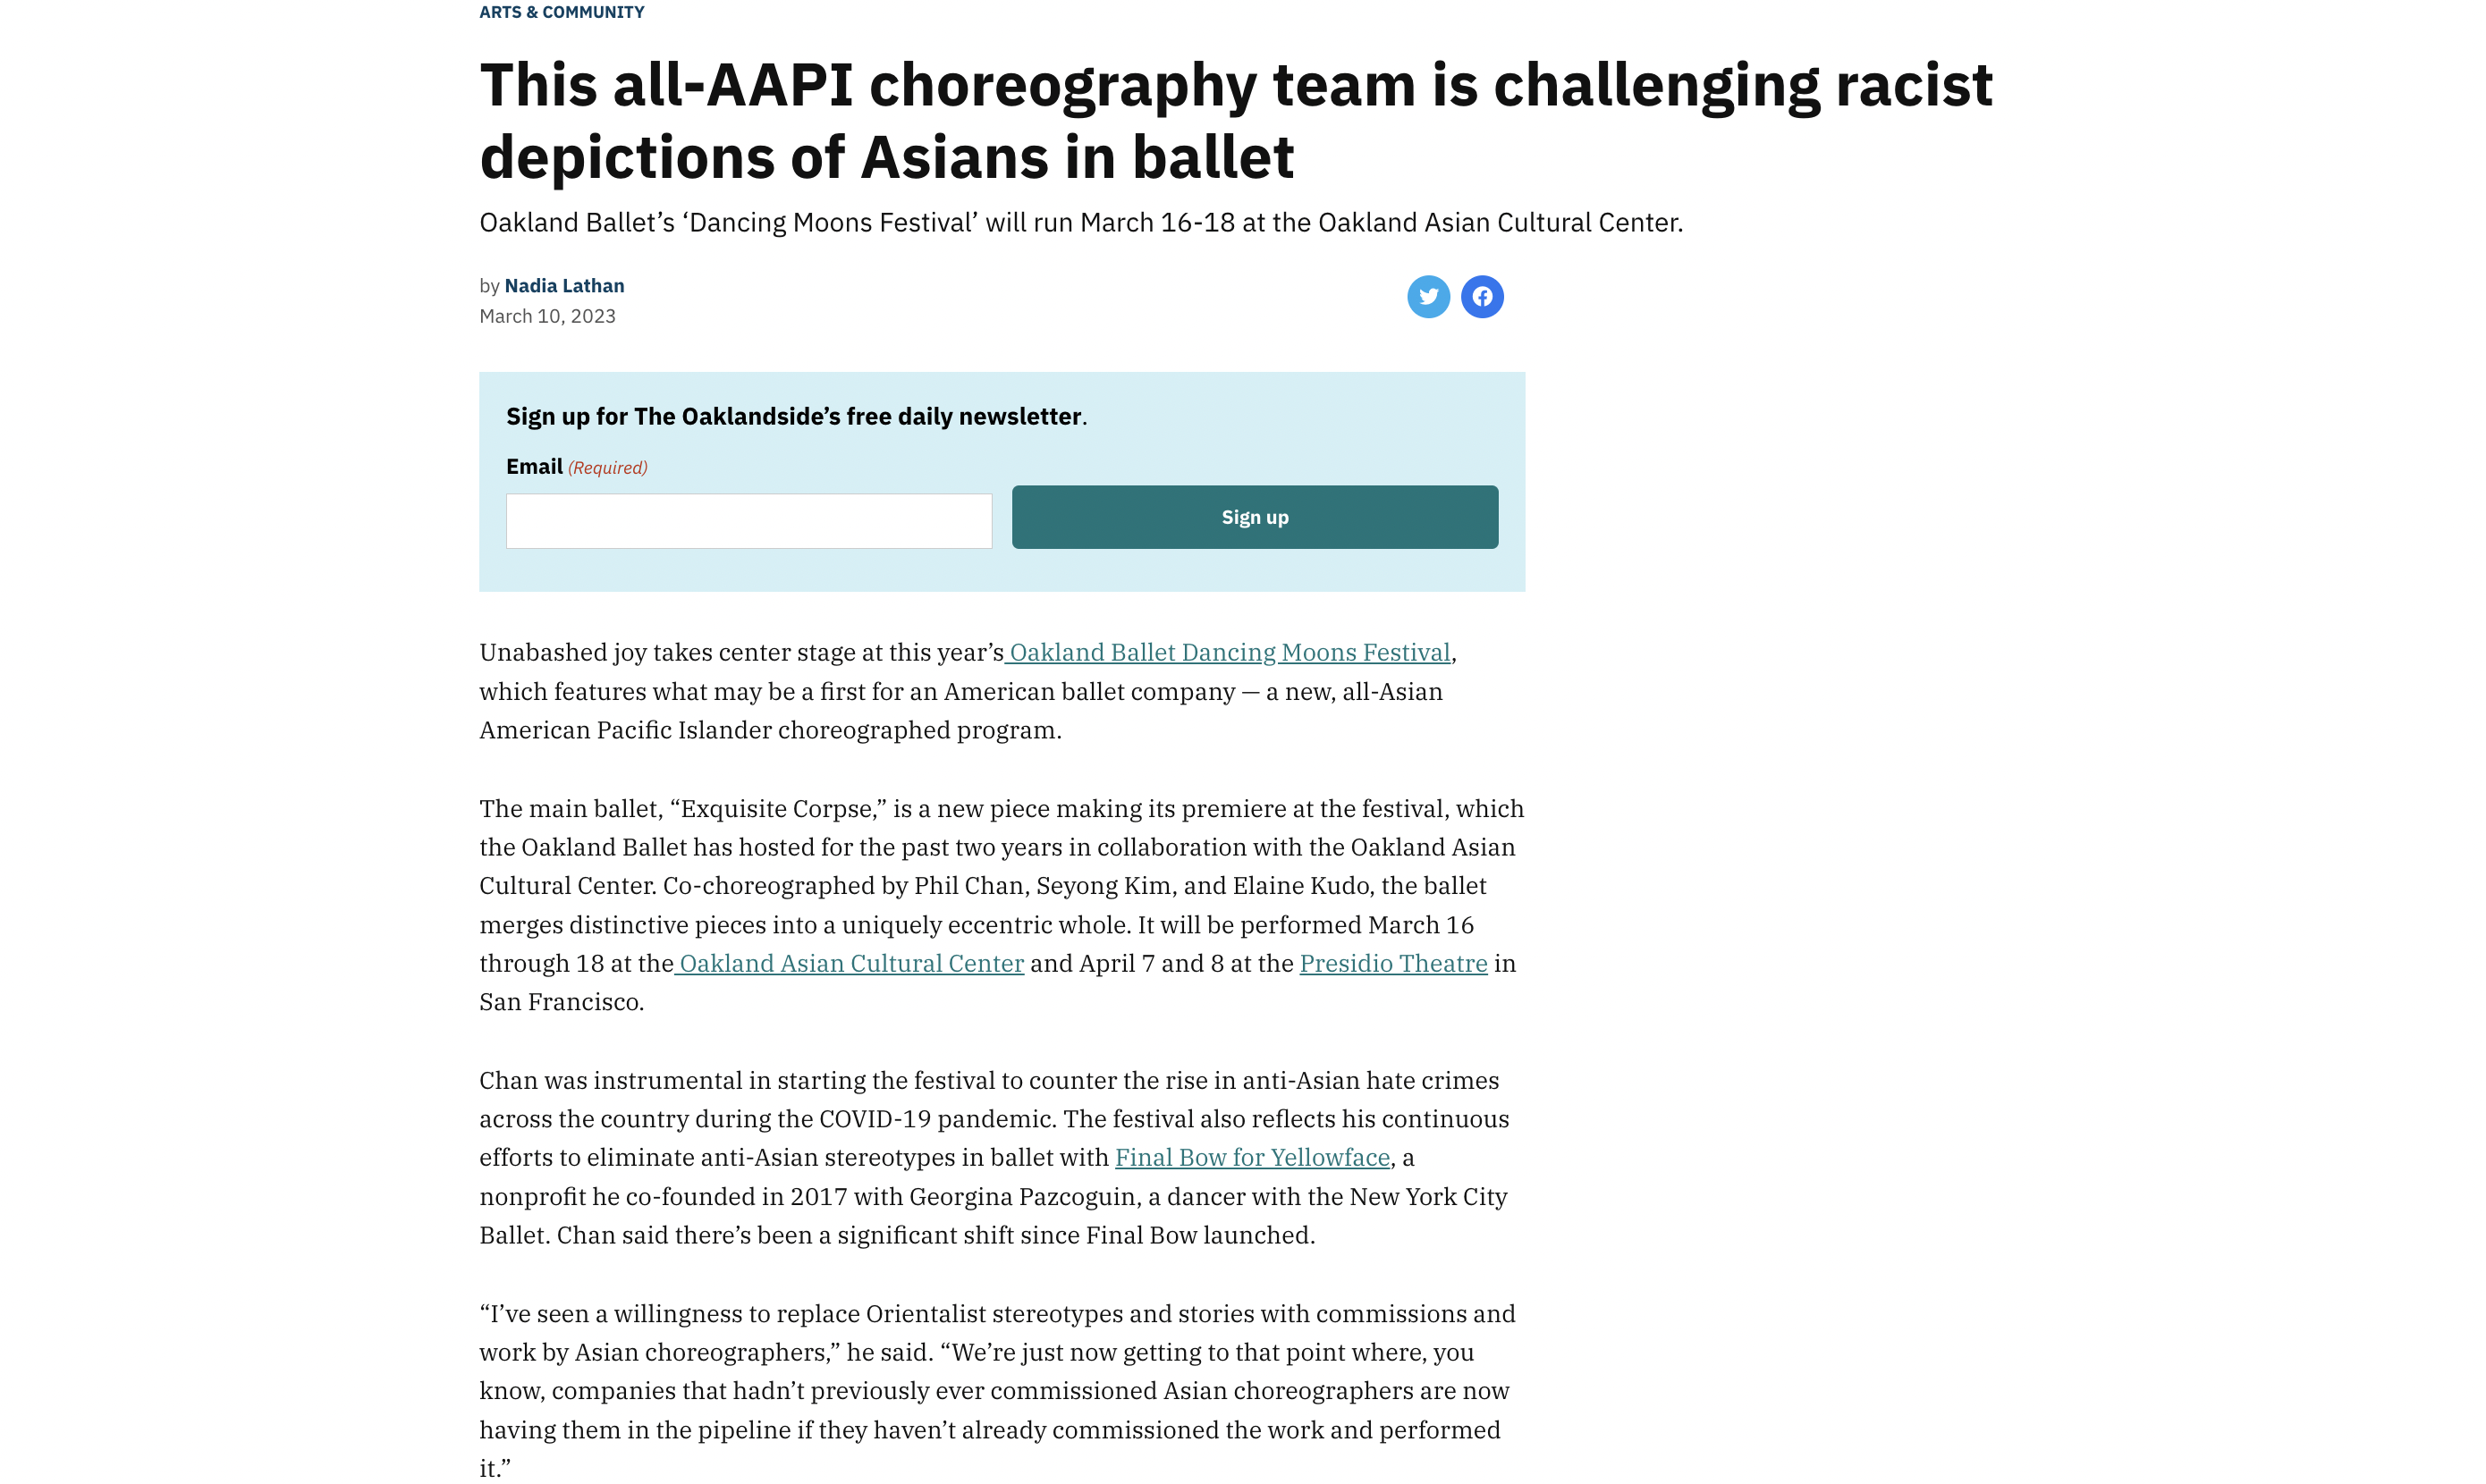 ARTS & COMMUNITY
This all-AAPI choreography team is challenging racist
depictions of Asians in ballet
Oakland Ballet’s ‘Dancing Moons Festival’ will run March 16-18 at the Oakland Asian Cultural Center.
by Nadia Lathan
March 10, 2023
Sign up for The Oaklandside’s free daily newsletter.
Email (Required)
Sign up
Unabashed joy takes center stage at this year’s Oakland Ballet Dancing Moons Festival,
which features what may be a first for an American ballet company — a new, all-Asian
American Pacific Islander choreographed program.
The main ballet, “Exquisite Corpse,” is a new piece making its premiere at the festival, which
the Oakland Ballet has hosted for the past two years in collaboration with the Oakland Asian
Cultural Center. Co-choreographed by Phil Chan, Seyong Kim, and Elaine Kudo, the ballet
merges distinctive pieces into a uniquely eccentric whole. It will be performed March 16
through 18 at the Oakland Asian Cultural Center and April 7 and 8 at the Presidio Theatre in
San Francisco.
Chan was instrumental in starting the festival to counter the rise in anti-Asian hate crimes
across the country during the COVID-19 pandemic. The festival also reflects his continuous
efforts to eliminate anti-Asian stereotypes in ballet with Final Bow for Yellowface, a
nonprofit he co-founded in 2017 with Georgina Pazcoguin, a dancer with the New York City
Ballet. Chan said there’s been a significant shift since Final Bow launched.
“I’ve seen a willingness to replace Orientalist stereotypes and stories with commissions and
work by Asian choreographers,” he said. “We’re just now getting to that point where, you
know, companies that hadn’t previously ever commissioned Asian choreographers are now
having them in the pipeline if they haven’t already commissioned the work and performed
it.”